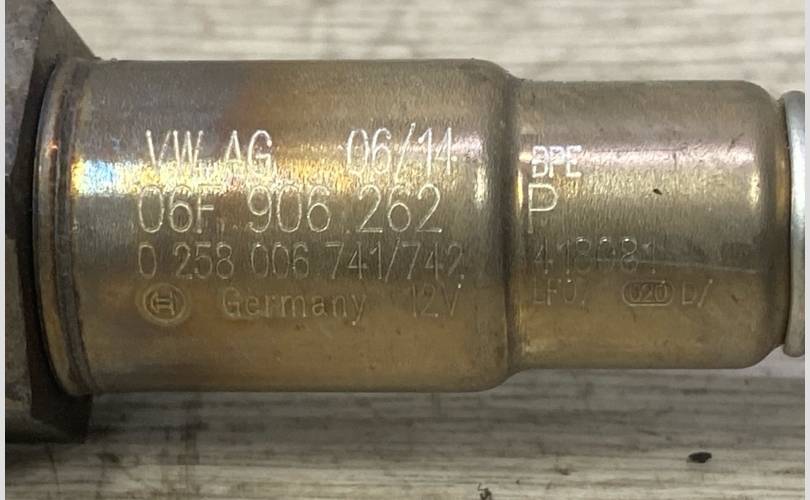 VW AG 06/14 BPE
06F 906 262 P
0 258 006 741/742
Germany 12V